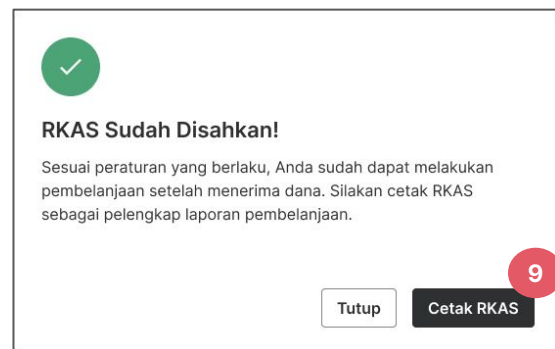 RKAS Sudah Disahkan!
Sesuai peraturan yang berlaku, Anda sudah dapat melakukan
pembelanjaan setelah menerima dana. Silakan cetak RKAS
sebagai pelengkap laporan pembelanjaan.
9
Tutup Cetak RKAS